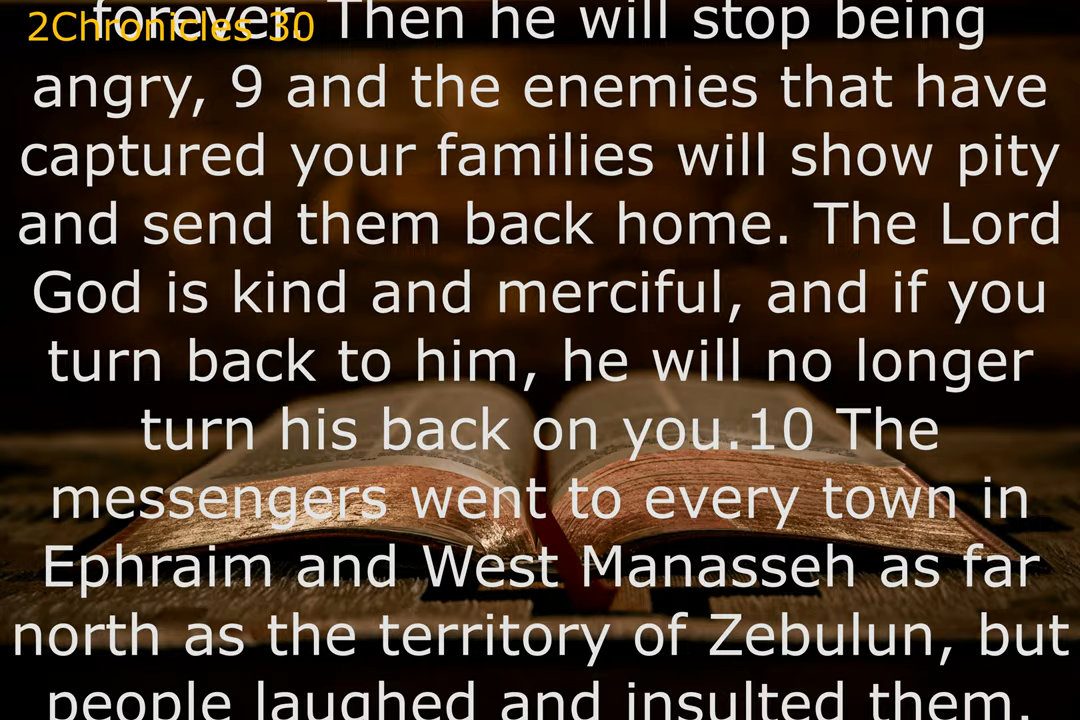 2Chronicles 30
forever. Then he will stop being
angry, 9 and the enemies that have
captured your families will show pity
and send them back home. The Lord
God is kind and merciful, and if you
turn back to him, he will no longer
turn his back on you.10 The
messengers went to every town in
Ephraim and West Manasseh as far
north as the territory of Zebulun, but
people laughed and insulted them.